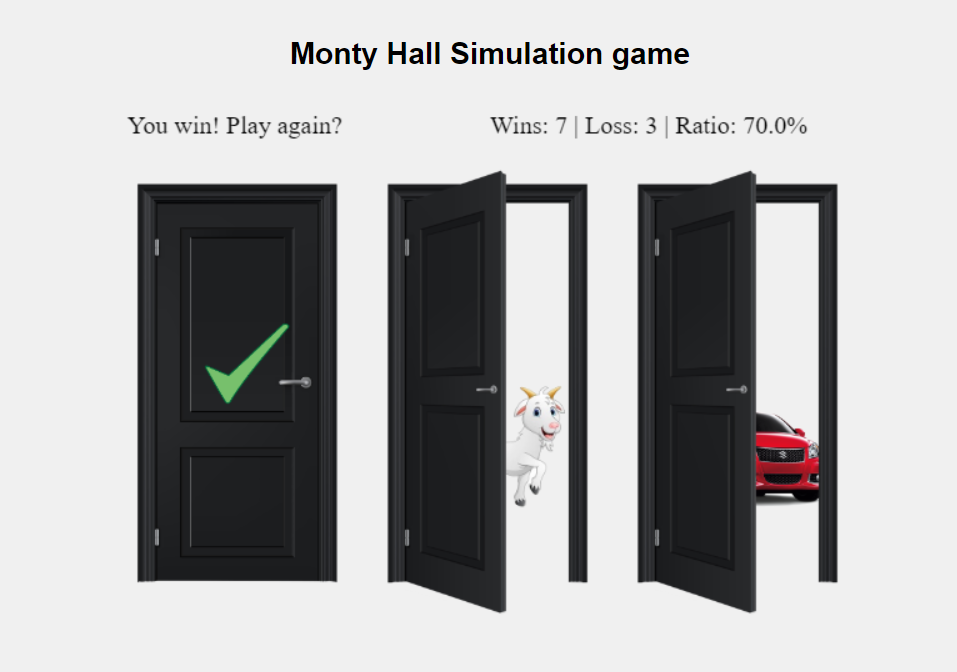 Monty Hall Simulation game
You win! Play again?
Wins: 7 | Loss: 3 | Ratio: 70.0%